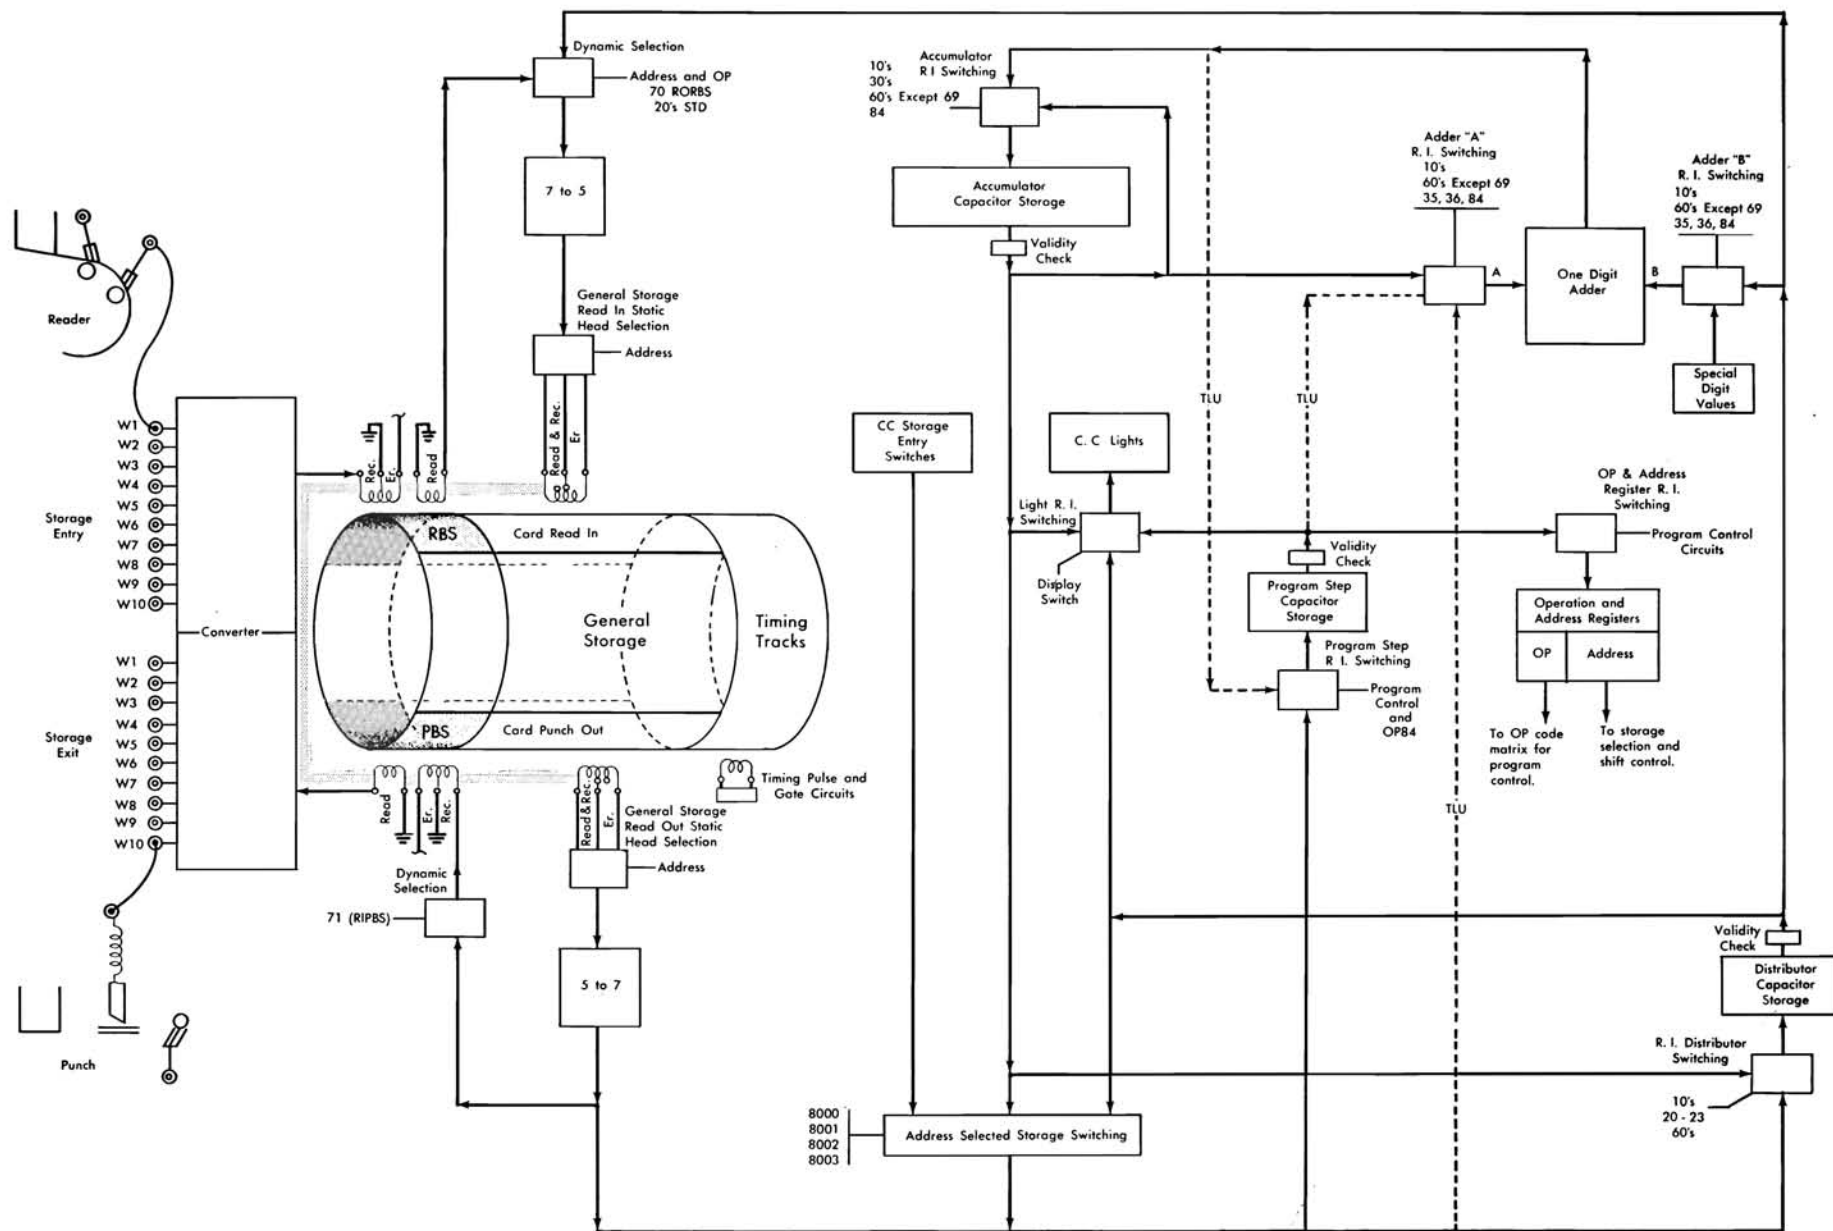 Dynamic Selection
Address and OP
70 RORBS
20's STD
7 to 5
General Storage
Read In Static
Head Selection
Address
Reader
W1
W2
W3
W4
W5
W6
W7
W8
W9
W10
Storage
Entry
Converter
W1
W2
W3
W4
W5
W6
W7
W8
W9
W10
Storage
Exit
Punch
Rec.
Er.
Read
Read & Rec.
Er
RBS
Card Read In
General
Storage
Timing
Tracks
PBS
Card Punch Out
Read
Er.
Rec.
Read & Rec.
Er.
Timing Pulse and
Gate Circuits
General Storage
Read Out Static
Head Selection
Address
Dynamic
Selection
71 (RIPBS)
5 to 7
10's
30's
60's Except 69
84
Accumulator
R I Switching
Accumulator
Capacitor Storage
Validity
Check
Adder "A"
R. I. Switching
10's
60's Except 69
35, 36, 84
A
One Digit
Adder
B
Adder "B"
R. I. Switching
10's
60's Except 69
35, 36, 84
Special
Digit
Values
TLU
TLU
CC Storage
Entry
Switches
C. C Lights
Light R. I.
Switching
Display
Switch
Validity
Check
Program Step
Capacitor
Storage
Program Step
R I. Switching
Program
Control
and
OP84
OP & Address
Register R. I.
Switching
Program Control
Circuits
Operation and
Address Registers
OP
Address
To OP code
matrix for
program
control.
To storage
selection and
shift control.
TLU
Validity
Check
Distributor
Capacitor
Storage
R. I. Distributor
Switching
10's
20 - 23
60's
8000
8001
8002
8003
Address Selected Storage Switching